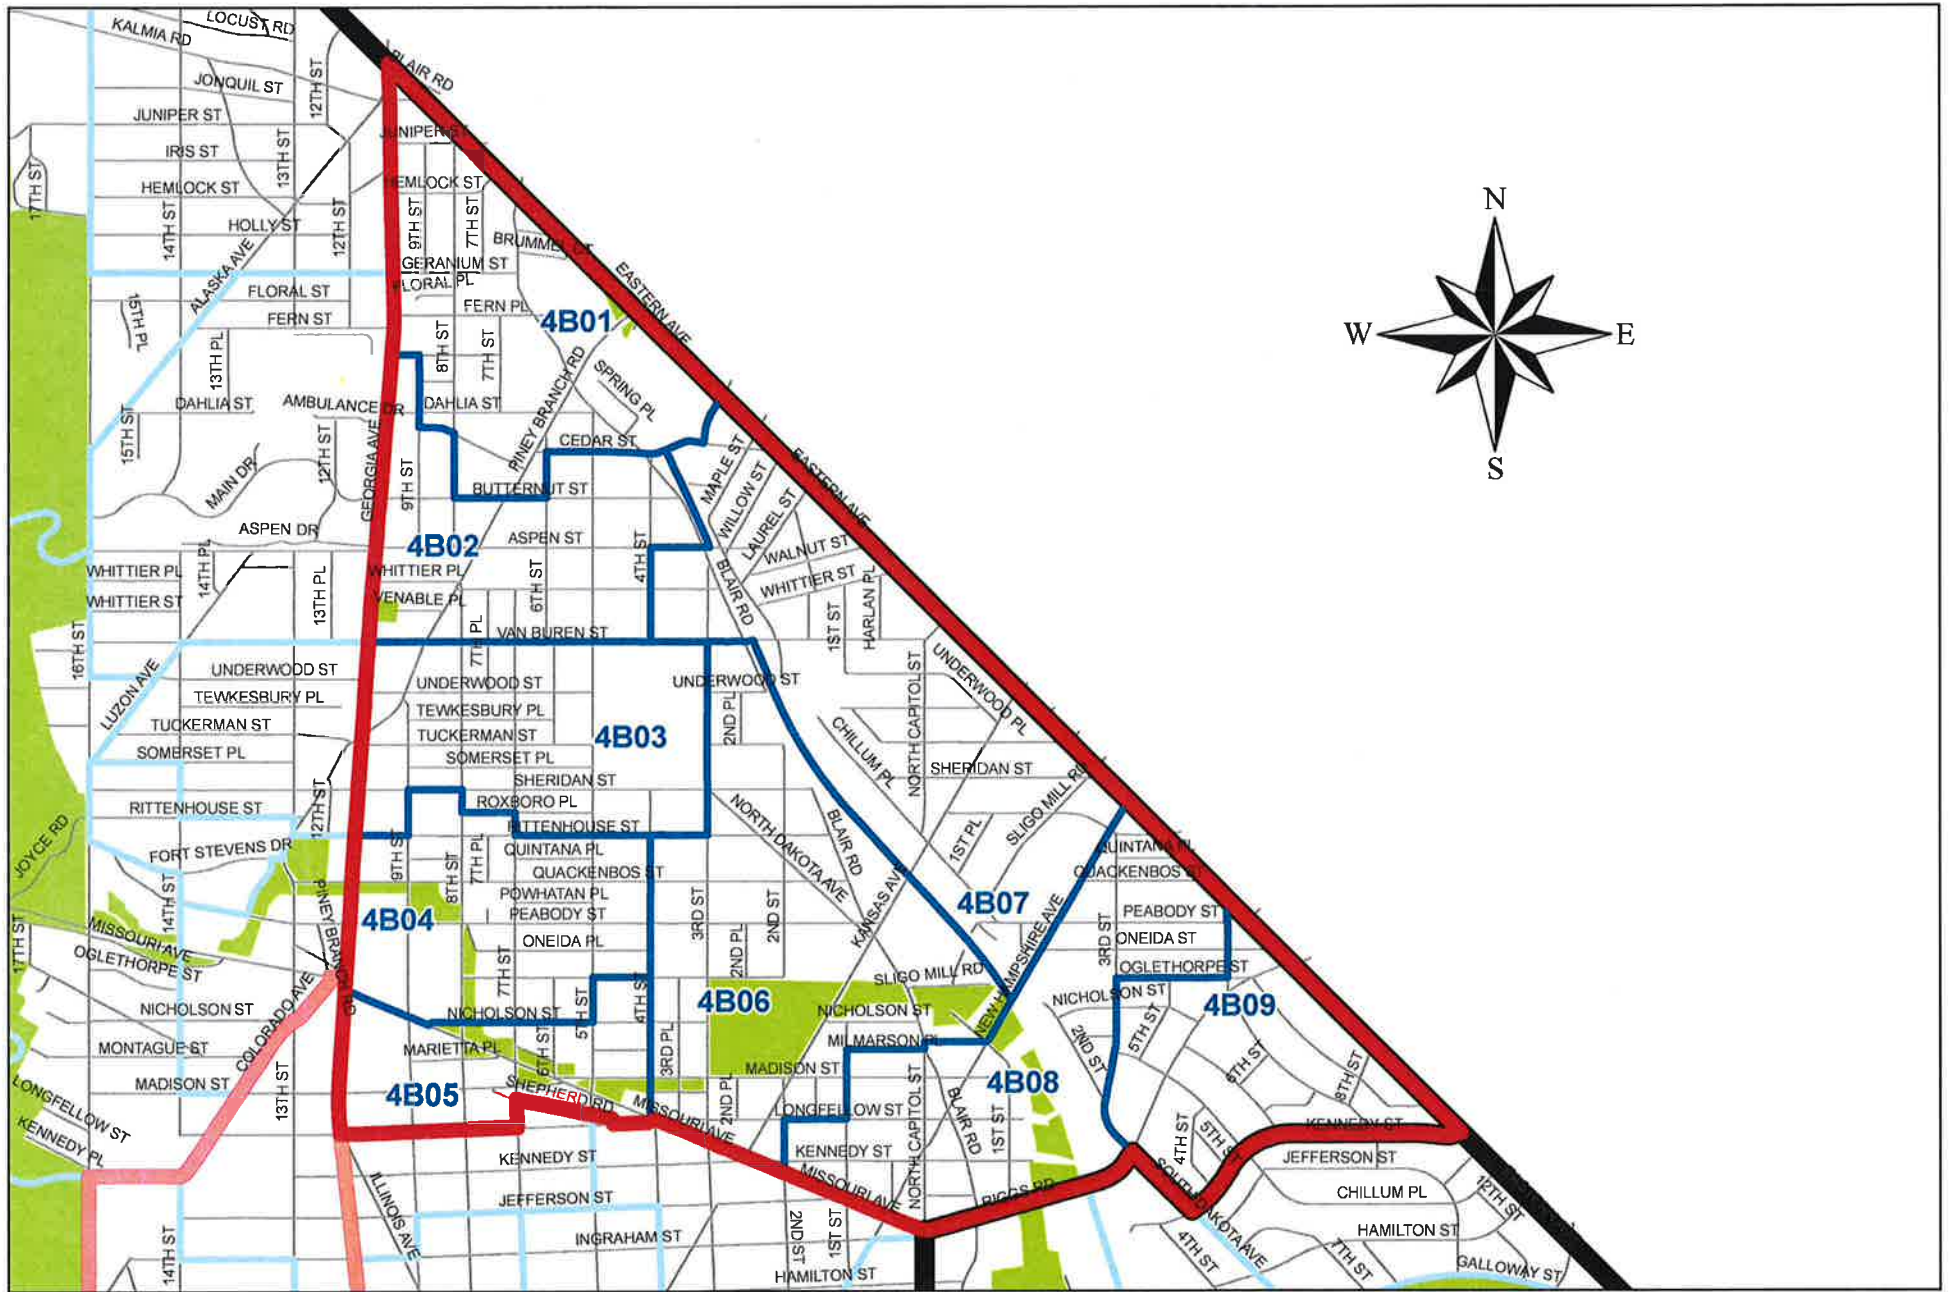 LOCUST RD
KALMIA RD
BLAIR RD
JONQUIL ST
12TH ST
JUNIPER ST
JUNIPER ST
IRIS ST
13TH ST
17TH ST
HEMLOCK ST
HEMLOCK ST
14TH ST
HOLLY ST
12TH ST
9TH ST
7TH ST
BRUMMEL CT
ALASKA AVE
GERANIUM ST
FLORAL PL
EASTERN AVE
FLORAL ST
15TH PL
FERN ST
FERN PL
4B01
13TH PL
8TH ST
7TH ST
PINEY BRANCH RD
SPRING PL
DAHLIA ST
AMBULANCE DR
DAHLIA ST
15TH ST
12TH ST
GEORGIA AVE
CEDAR ST
MAPLE ST
EASTERN AVE
MAIN DR
9TH ST
BUTTERNUT ST
WILLOW ST
LAUREL ST
ASPEN DR
4B02
ASPEN ST
4TH ST
WALNUT ST
WHITTIER PL
14TH PL
13TH PL
WHITTIER PL
6TH ST
BLAIR RD
WHITTIER ST
HARLAN PL
WHITTIER ST
VENABLE PL
1ST ST
16TH ST
7TH PL
VAN BUREN ST
LUZON AVE
UNDERWOOD ST
UNDERWOOD ST
UNDERWOOD ST
NORTH CAPITOL ST
UNDERWOOD PL
TEWKESBURY PL
TEWKESBURY PL
2ND PL
TUCKERMAN ST
TUCKERMAN ST
4B03
CHILLUM PL
SOMERSET PL
SOMERSET PL
SHERIDAN ST
SHERIDAN ST
SLIGO MILL RD
RITTENHOUSE ST
12TH ST
ROXBORO PL
RITTENHOUSE ST
NORTH DAKOTA AVE
BLAIR RD
1ST PL
JOYCE RD
FORT STEVENS DR
9TH ST
8TH ST
7TH PL
QUINTANA PL
QUINTANA PL
QUACKENBOS ST
QUACKENBOS ST
14TH ST
PINEY BRANCH RD
POWHATAN PL
KANSAS AVE
4B07
4B04
PEABODY ST
3RD ST
2ND ST
PEABODY ST
17TH ST
MISSOURI AVE
7TH ST
ONEIDA PL
2ND PL
3RD ST
ONEIDA ST
OGLETHORPE ST
COLORADO AVE
4TH ST
SLIGO MILL RD
NEW HAMPSHIRE AVE
OGLETHORPE ST
NICHOLSON ST
NICHOLSON ST
5TH ST
4B06
NICHOLSON ST
NICHOLSON ST
4B09
MONTAGUE ST
MARIETTA PL
6TH ST
3RD PL
MILMARSON PL
2ND ST
5TH ST
6TH ST
8TH ST
MADISON ST
13TH ST
4B05
MADISON ST
4B08
LONGFELLOW ST
SHEPHERD RD
MISSOURI AVE
2ND PL
LONGFELLOW ST
NORTH CAPITOL ST
BLAIR RD
1ST ST
KENNEDY PL
KENNEDY ST
KENNEDY ST
4TH ST
5TH ST
KENNEDY ST
JEFFERSON ST
ILLINOIS AVE
JEFFERSON ST
MISSOURI AVE
RIGGS RD
SOUTH DAKOTA AVE
CHILLUM PL
12TH ST
14TH ST
INGRAHAM ST
2ND ST
1ST ST
4TH ST
7TH ST
HAMILTON ST
HAMILTON ST
GALLOWAY ST
N
W
E
S